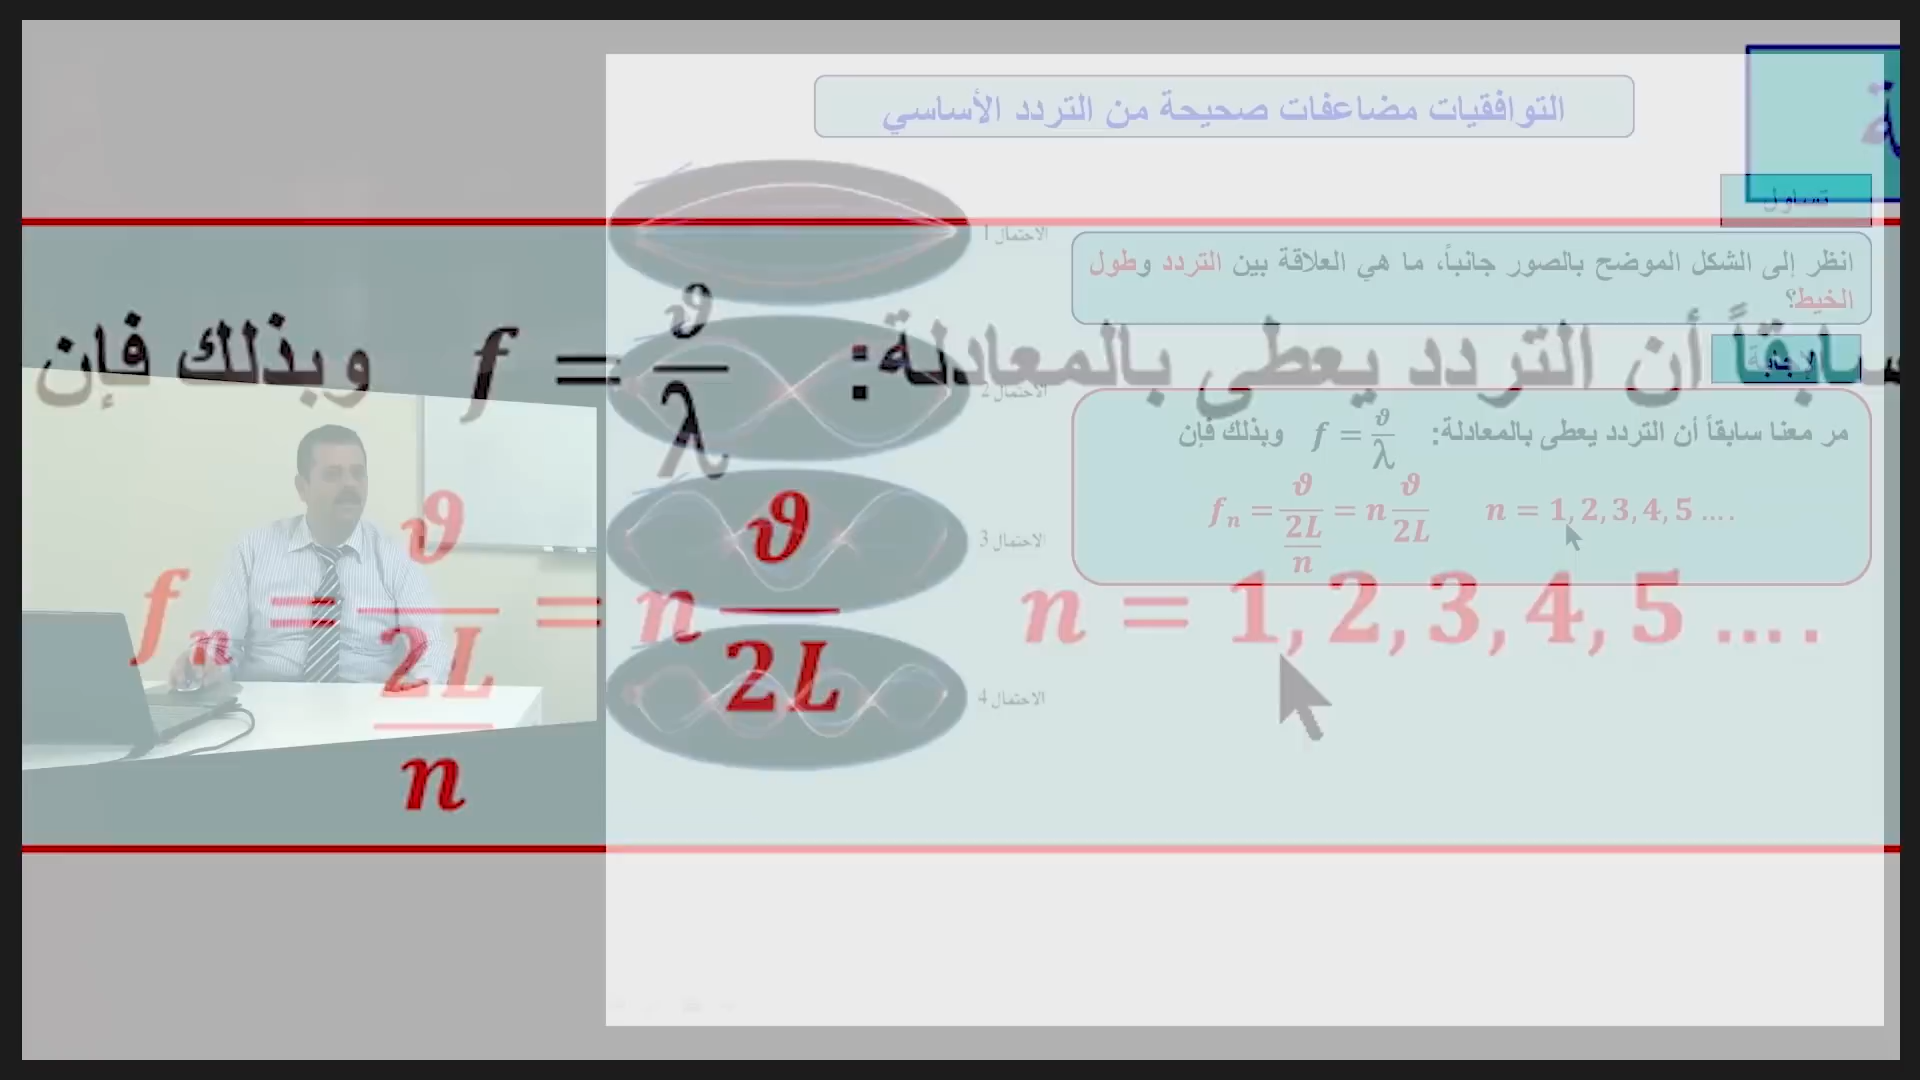 التوافقيات مضاعفات صحيحة من التردد الأساسي
تساول
انظر إلى الشكل الموضح بالصور جانباً، ما هي العلاقة بين التردد وطول
الخيط؟
الاحتمال 1
الاحتمال 2
الاحتمال 3
الاحتمال 4
مر معنا سابقاً أن التردد يعطى بالمعادلة: f = ϑ/λ وبذلك فإن
fₙ = ϑ/(2L/n) = n ϑ/2L n = 1, 2, 3, 4, 5 ....
سابقاً أن التردد يعطى بالمعادلة: f = ϑ/λ وبذلك فإن
fₙ = ϑ/(2L/n) = n ϑ/2L n = 1, 2, 3, 4, 5 ....